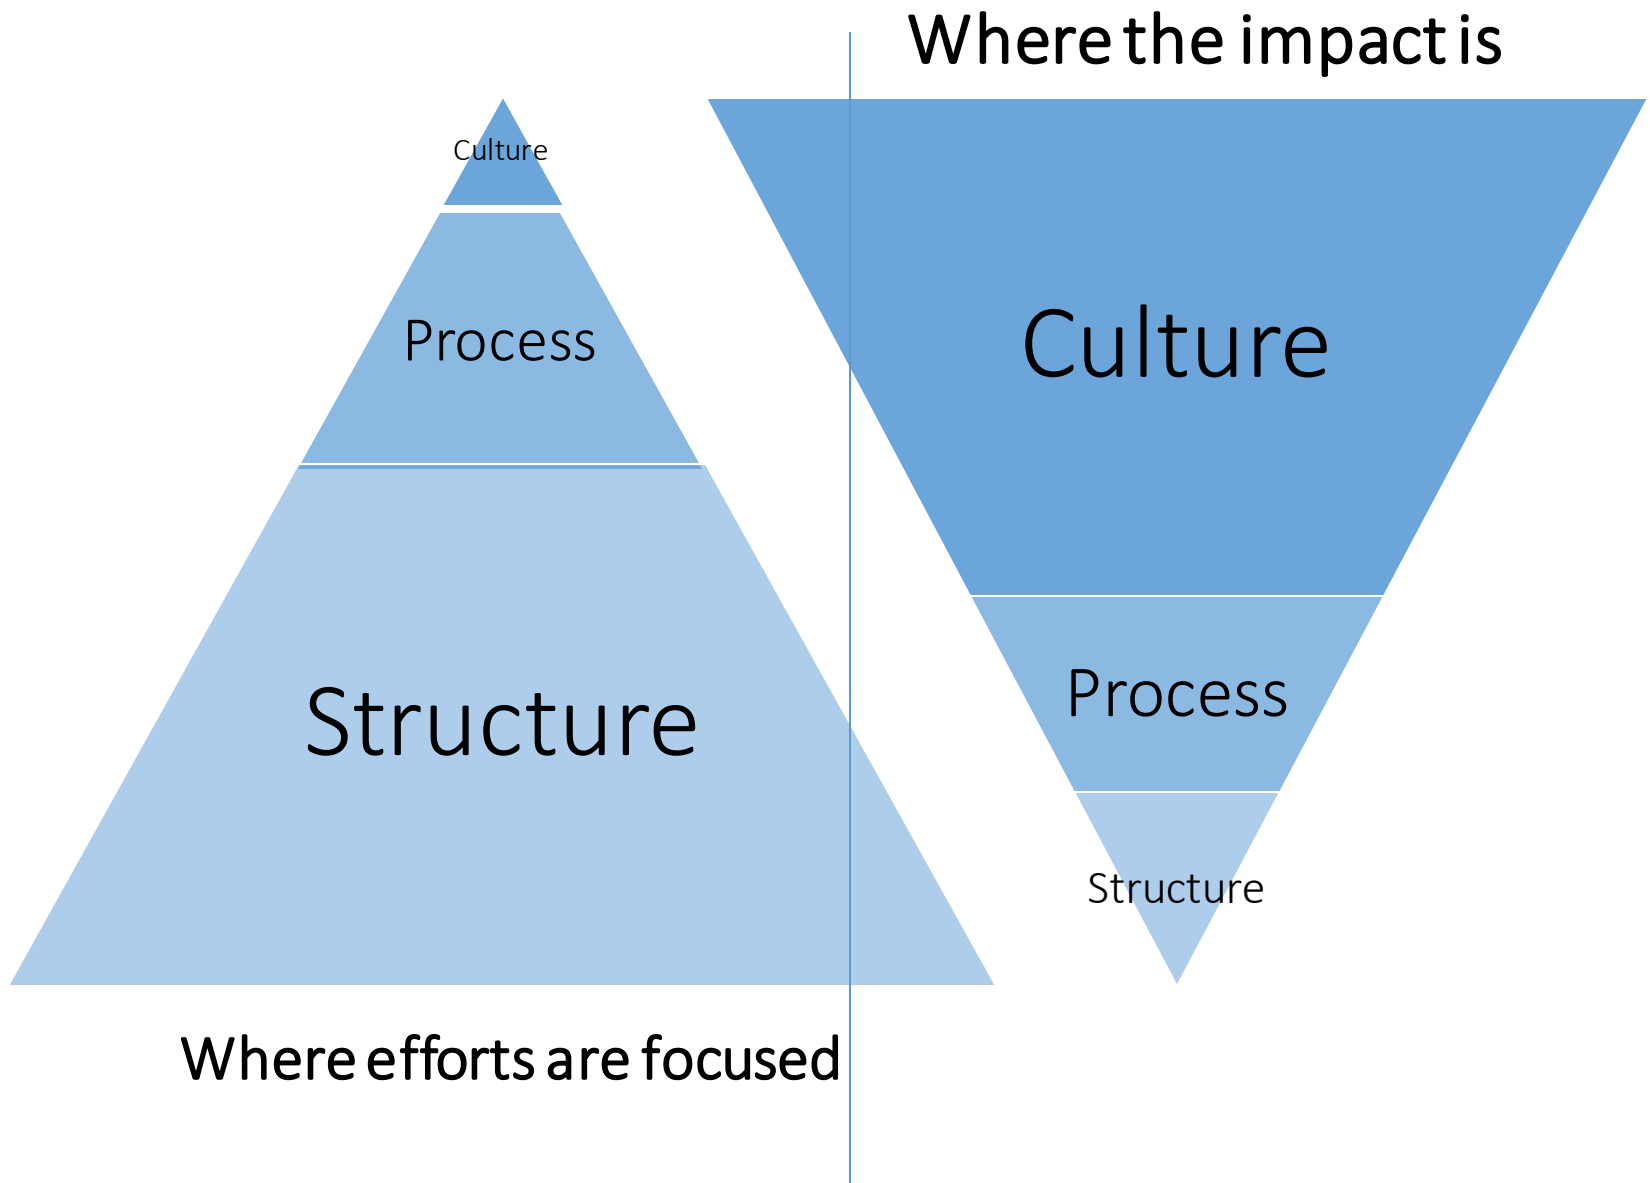 Where the impact is
Culture
Process
Structure
Where efforts are focused
Culture
Process
Structure